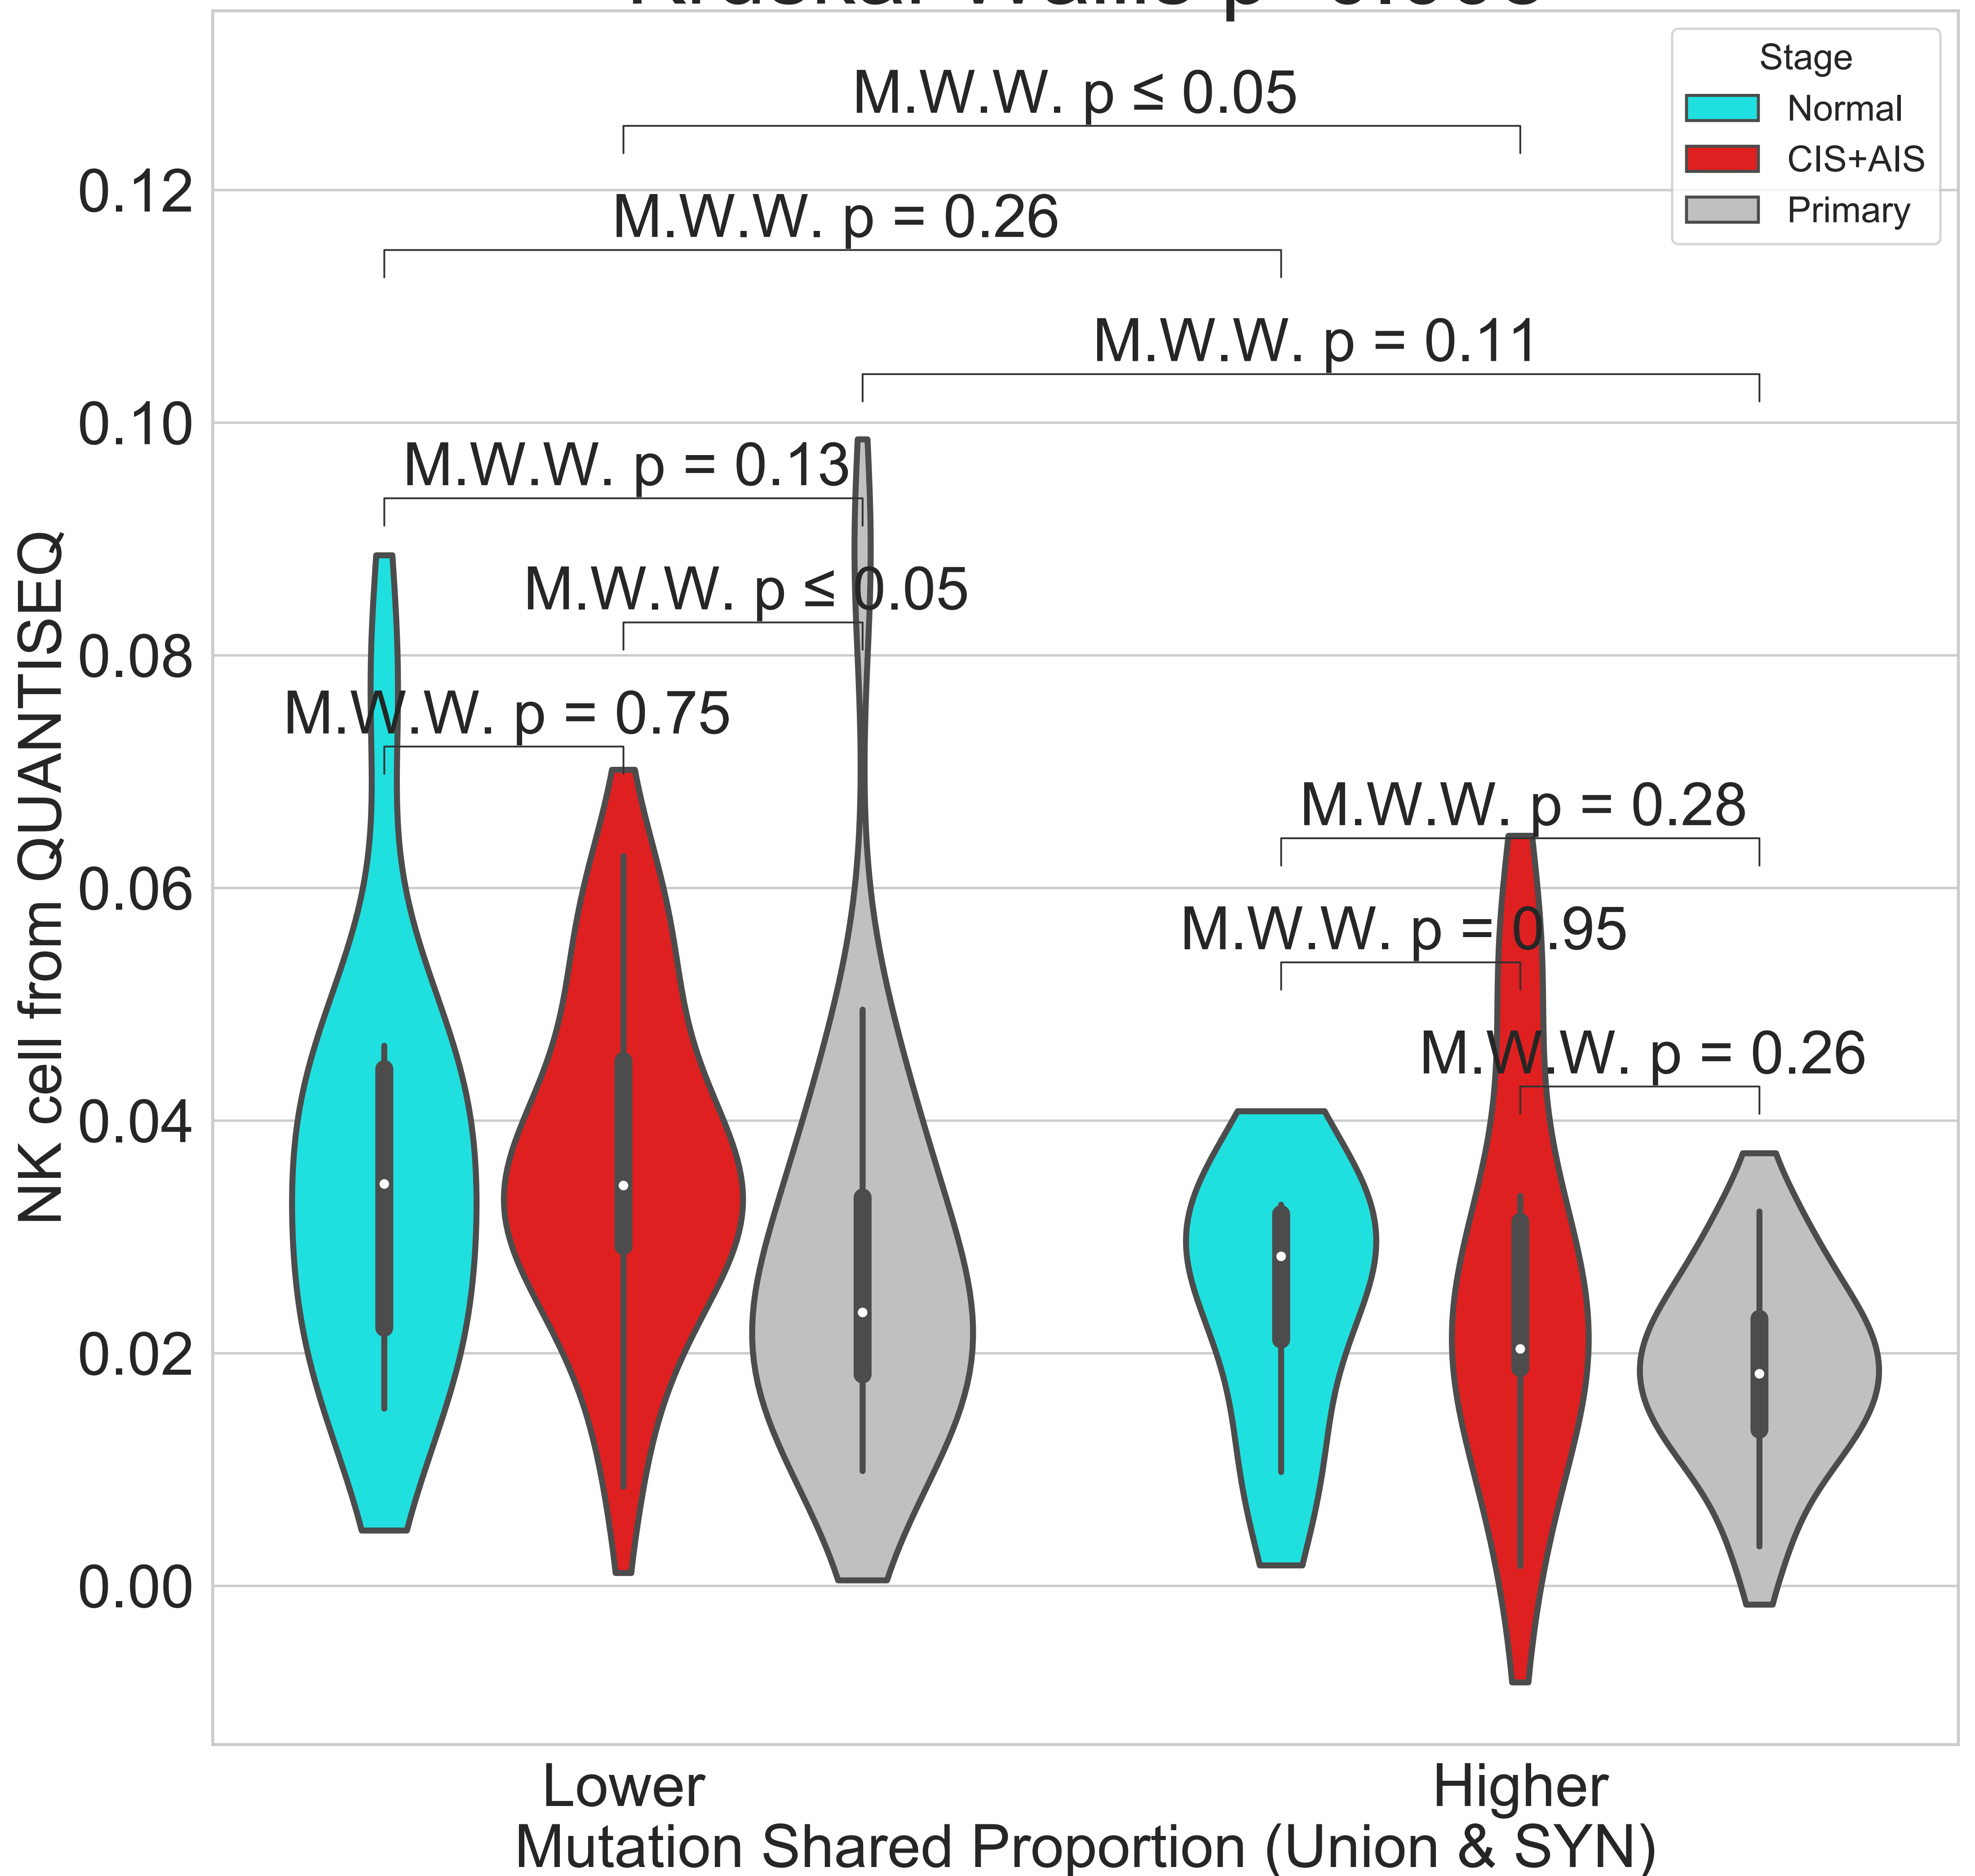 M.W.W. p ≤ 0.05
Stage
Normal
CIS+AIS
Primary
M.W.W. p = 0.26
M.W.W. p = 0.11
M.W.W. p = 0.13
M.W.W. p ≤ 0.05
M.W.W. p = 0.75
M.W.W. p = 0.28
M.W.W. p = 0.95
M.W.W. p = 0.26
0.12
0.10
0.08
0.06
0.04
0.02
0.00
NK cell from QUANTISEQ
Lower
Higher
Mutation Shared Proportion (Union & SYN)